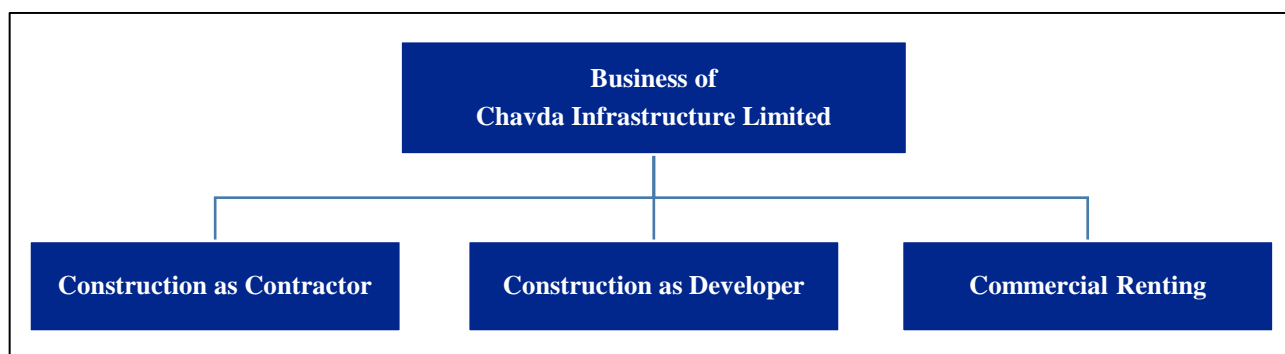 Business of
Chavda Infrastructure Limited
Construction as Contractor
Construction as Developer
Commercial Renting